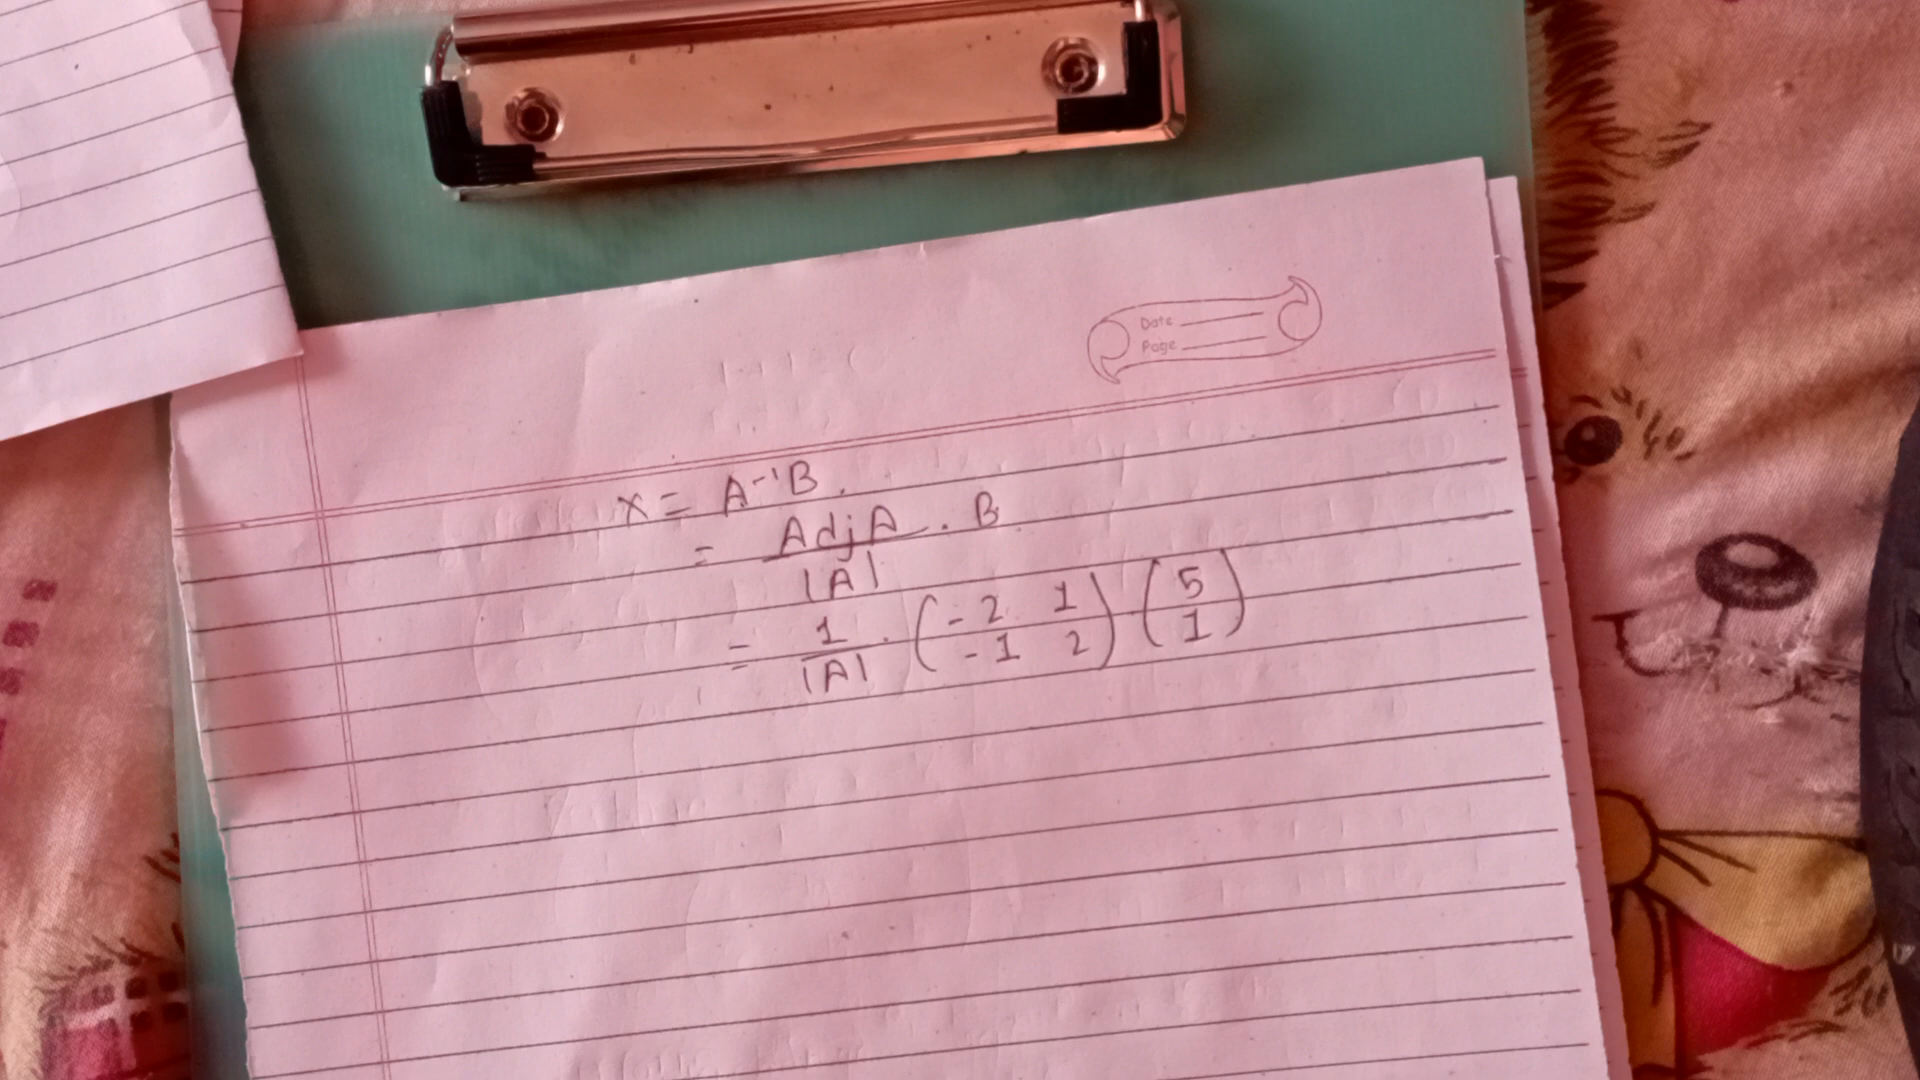 Date
Page
x = A⁻¹B.
= AdjA/|A| . B.
= 1/|A| . (-2 1 -1 2) (5 1)